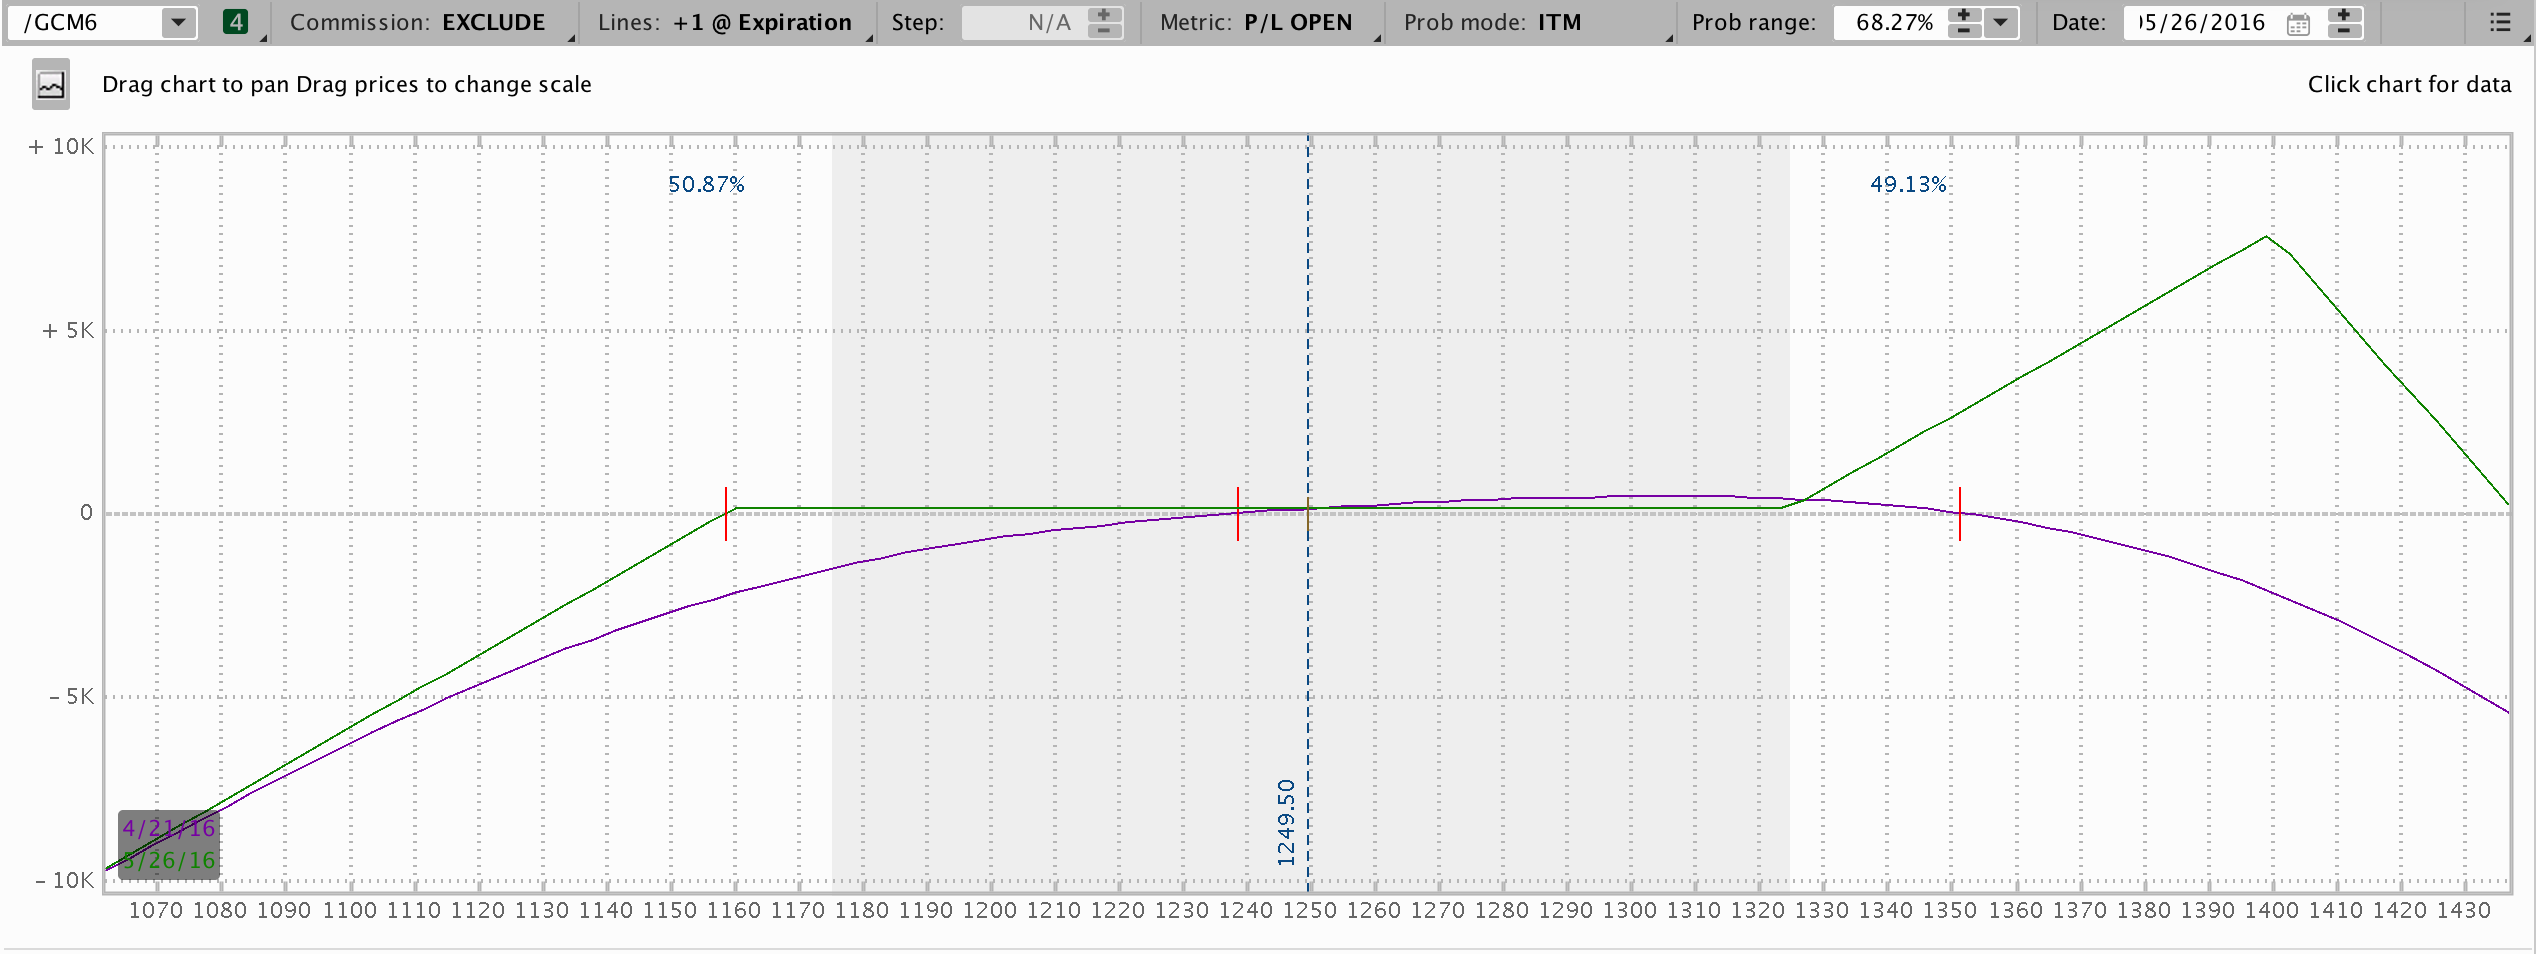 /GCM6 4 Commission: EXCLUDE Lines: +1 @ Expiration Step: N/A Metric: P/L OPEN Prob mode: ITM Prob range: 68.27% Date: 05/26/2016
Drag chart to pan Drag prices to change scale Click chart for data
+ 10K
50.87% 49.13%
+ 5K
0
- 5K
1249.50
4/21/16
5/26/16
- 10K
1070 1080 1090 1100 1110 1120 1130 1140 1150 1160 1170 1180 1190 1200 1210 1220 1230 1240 1250 1260 1270 1280 1290 1300 1310 1320 1330 1340 1350 1360 1370 1380 1390 1400 1410 1420 1430